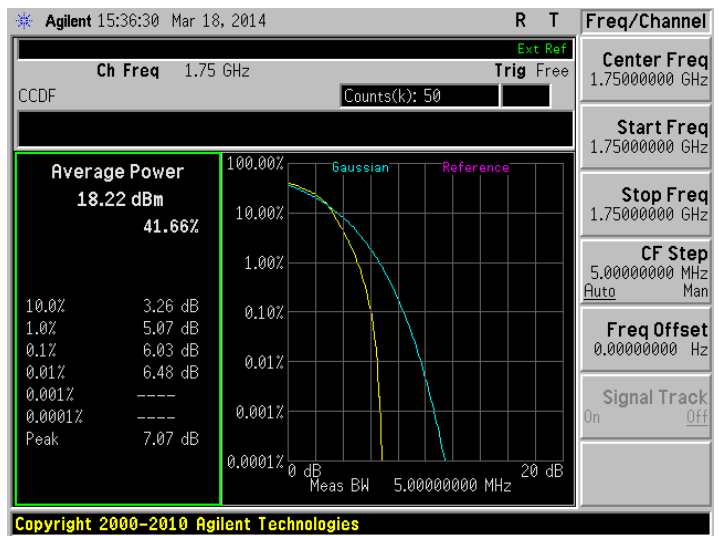 Agilent 15:36:30 Mar 18, 2014 R T
Ext Ref
Ch Freq 1.75 GHz Trig Free
CCDF Counts(k): 50
Average Power
18.22 dBm
41.66%
10.0% 3.26 dB
1.0% 5.07 dB
0.1% 6.03 dB
0.01% 6.48 dB
0.001% ----
0.0001% ----
Peak 7.07 dB
Gaussian Reference
100.00%
10.00%
1.00%
0.10%
0.01%
0.001%
0.0001%
0 dB 20 dB
Meas BW 5.00000000 MHz
Freq/Channel
Center Freq
1.75000000 GHz
Start Freq
1.75000000 GHz
Stop Freq
1.75000000 GHz
CF Step
5.00000000 MHz
Auto Man
Freq Offset
0.00000000 Hz
Signal Track
On Off
Copyright 2000-2010 Agilent Technologies